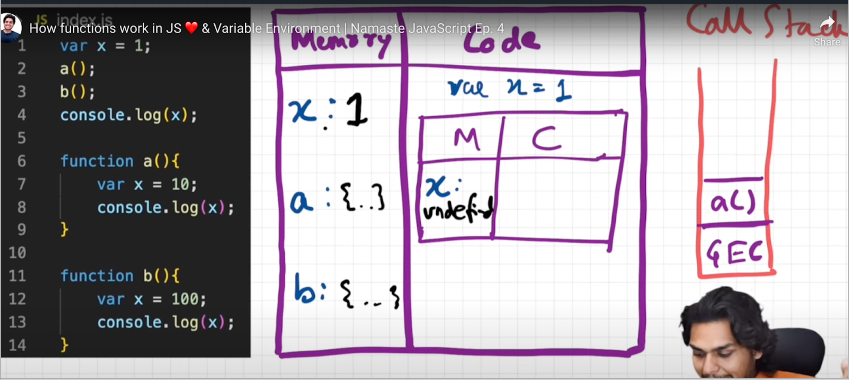 JS index.js
How functions work in JS ❤ & Variable Environment | Namaste JavaScript Ep. 4
Share
1 var x = 1;
2 a();
3 b();
4 console.log(x);
5
6 function a(){
7 var x = 10;
8 console.log(x);
9 }
10
11 function b(){
12 var x = 100;
13 console.log(x);
14 }
Memory
Code
x : 1
a : {..}
b : {...}
var x = 1
M
C
x :
undefind
Call Stack
a()
GEC